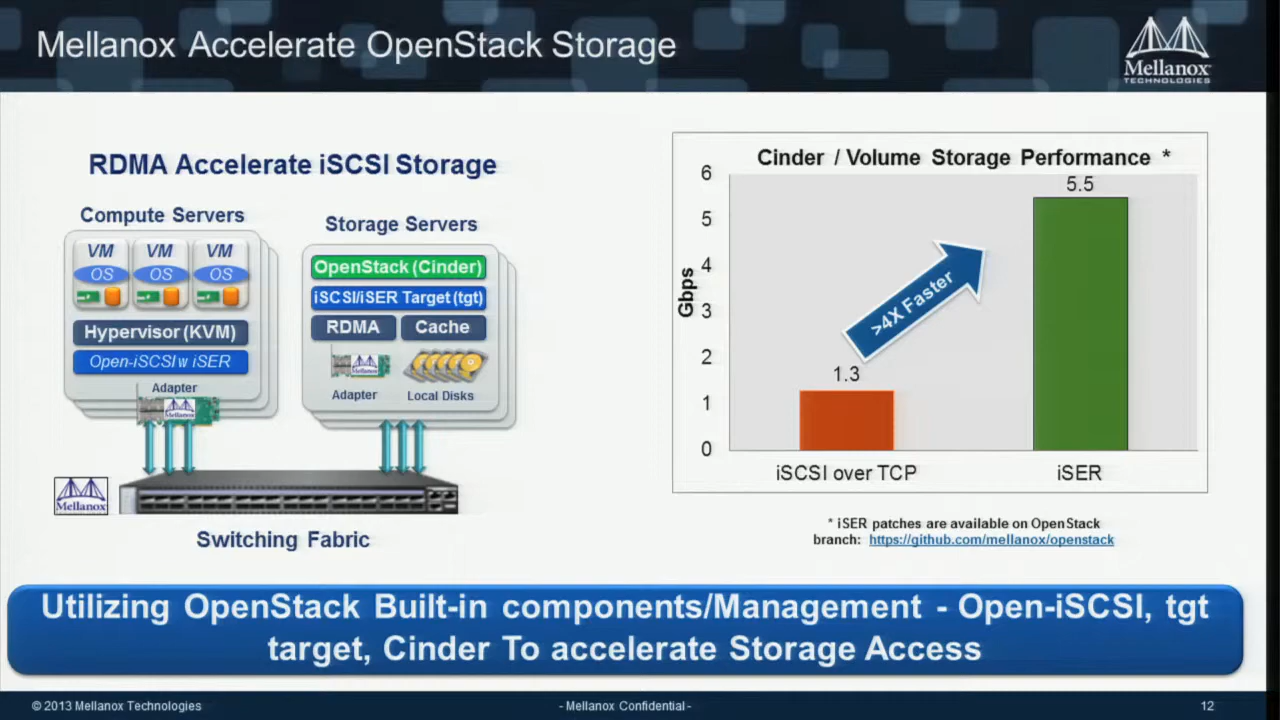 Mellanox Accelerate OpenStack Storage
Mellanox
TECHNOLOGIES
RDMA Accelerate iSCSI Storage
Compute Servers
VM VM VM
OS OS OS
Hypervisor (KVM)
Open-iSCSI w iSER
Adapter
Mellanox
Storage Servers
OpenStack (Cinder)
iSCSI/iSER Target (tgt)
RDMA Cache
Adapter Local Disks
Mellanox
Switching Fabric
Cinder / Volume Storage Performance *
Gbps
6
5
4
3
2
1
0
5.5
>4X Faster
1.3
iSCSI over TCP iSER
* iSER patches are available on OpenStack
branch: https://github.com/mellanox/openstack
Utilizing OpenStack Built-in components/Management - Open-iSCSI, tgt
target, Cinder To accelerate Storage Access
© 2013 Mellanox Technologies - Mellanox Confidential - 12